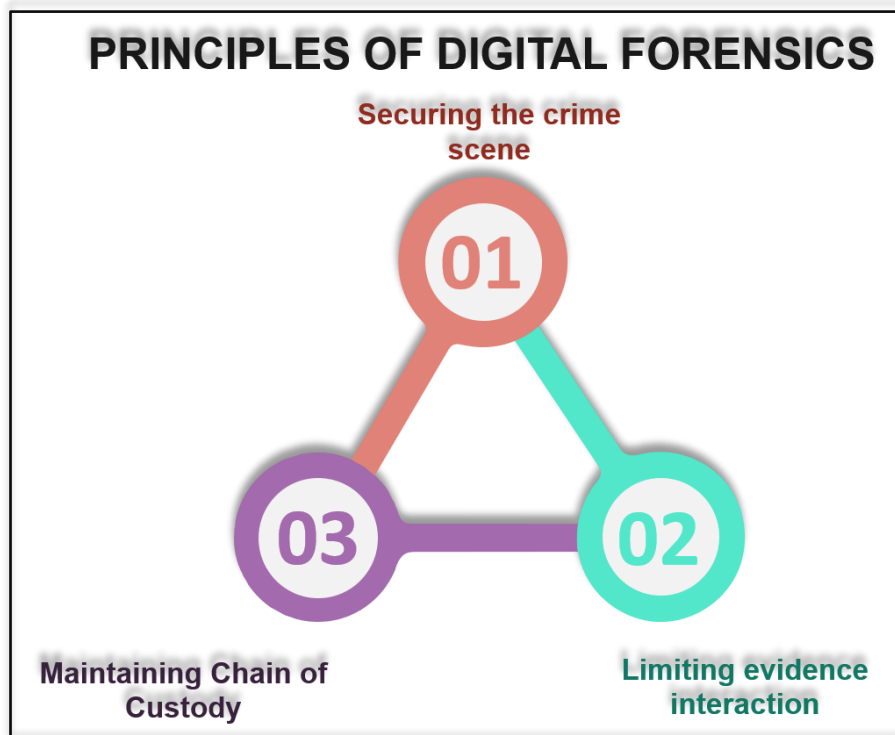 PRINCIPLES OF DIGITAL FORENSICS
Securing the crime
scene
01
03
02
Maintaining Chain of
Custody
Limiting evidence
interaction